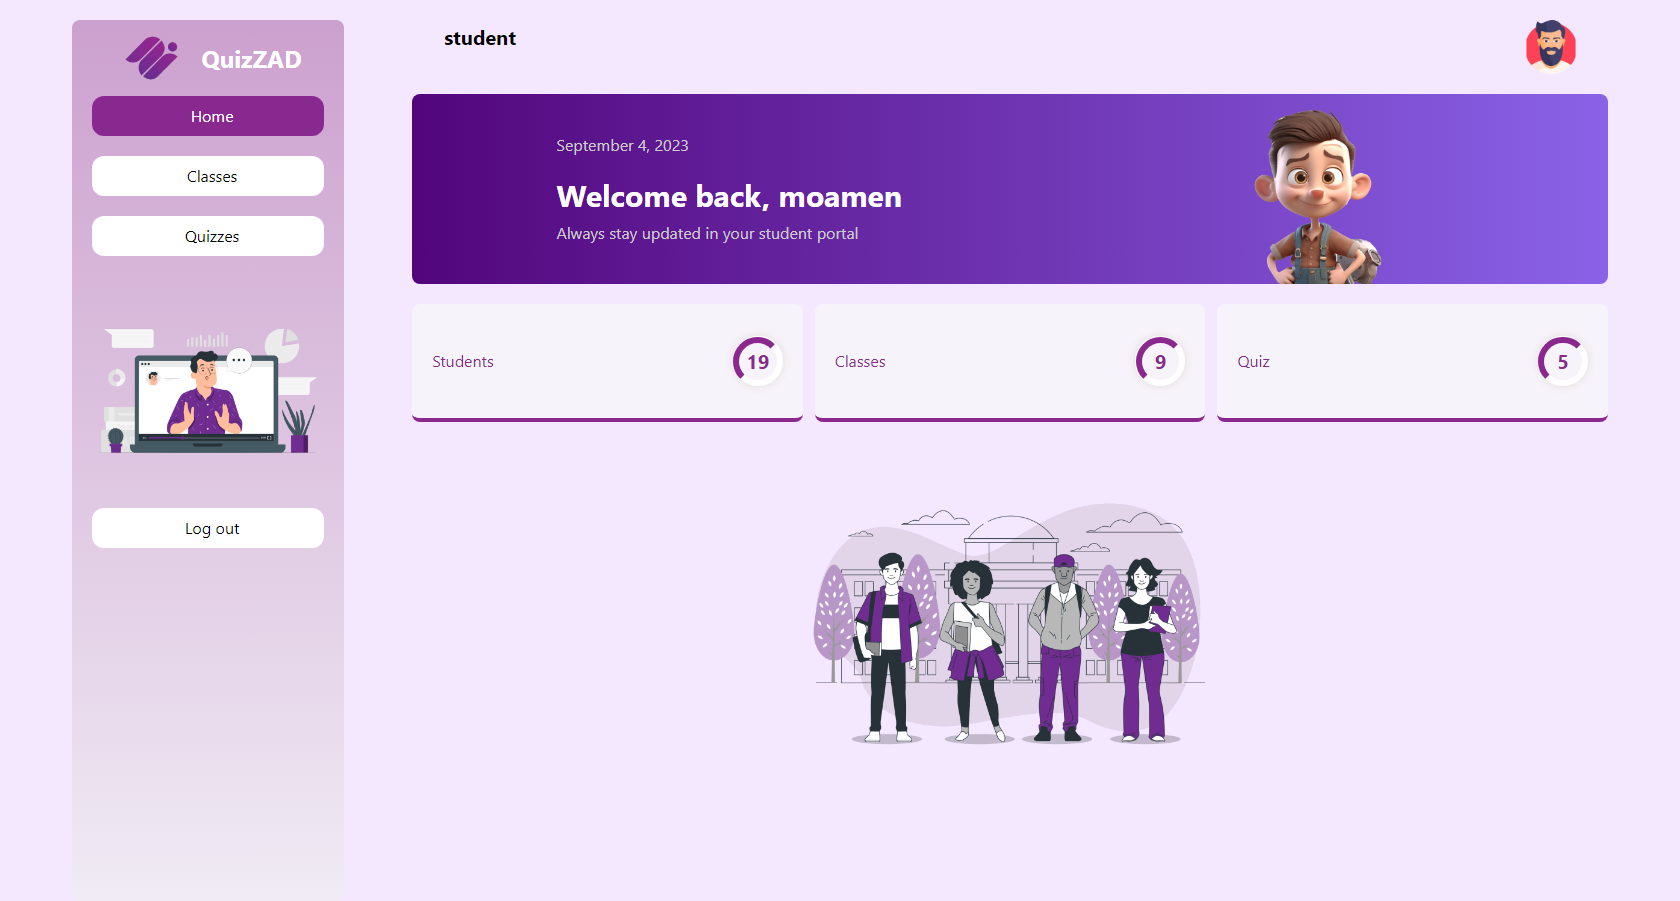 QuizZAD
Home
Classes
Quizzes
Log out
student
September 4, 2023
Welcome back, moamen
Always stay updated in your student portal
Students
19
Classes
9
Quiz
5